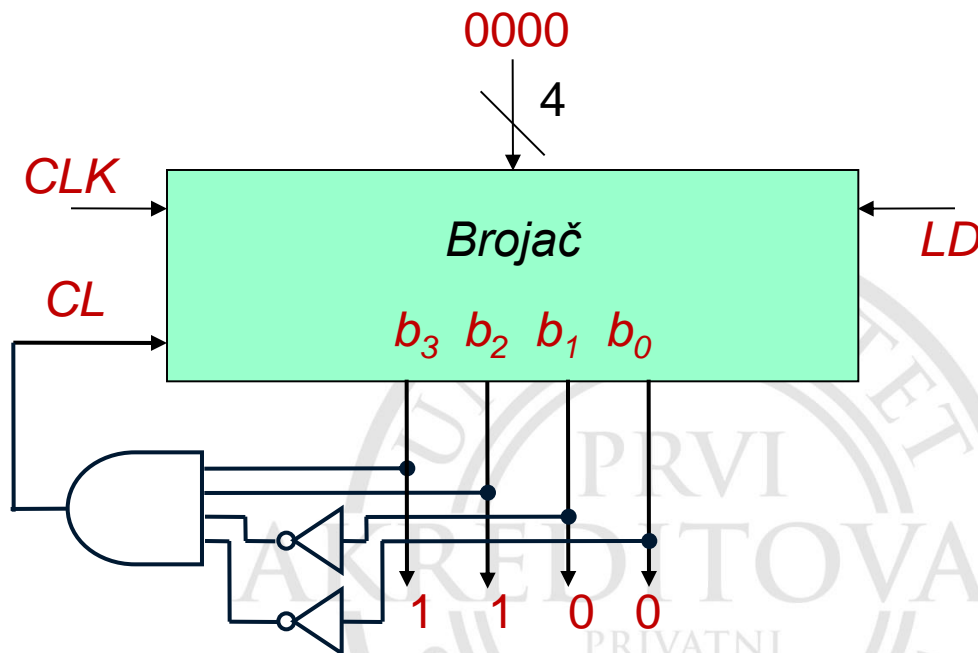 0000
4
CLK
Brojač
LD
CL
b3 b2 b1 b0
1 1 0 0
PRVI
AKREDITOVA
PRIVATNI